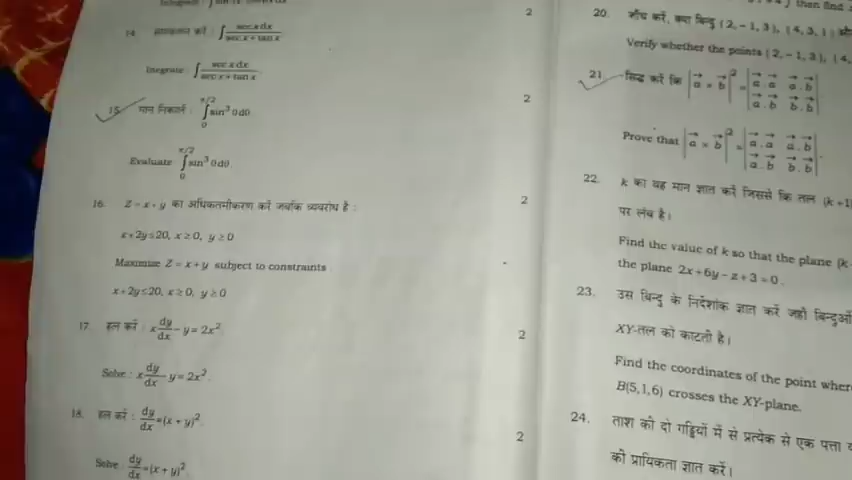 14. समाकलन करें : ∫ sec x dx / sec x + tan x
Integrate : ∫ sec x dx / sec x + tan x
2
15. मान निकालें : ∫₀^(π/2) sin³ θ dθ
2
Evaluate ∫₀^(π/2) sin³ θ dθ.
16. Z = x + y का अधिकतमीकरण करें जबकि व्यवरोध है :
2
x + 2y ≤ 20, x ≥ 0, y ≥ 0
Maximize Z = x + y subject to constraints
x + 2y ≤ 20, x ≥ 0, y ≥ 0
17. हल करें : x dy/dx − y = 2x²
2
Solve : x dy/dx − y = 2x².
18. हल करें : dy/dx = (x + y)².
2
Solve : dy/dx = (x + y)².
then find
20. जाँच करें, क्या बिन्दु (2, −1, 3), (4, 3, 1)
Verify whether the points (2, −1, 3), (4,
21. सिद्ध करें कि |a⃗ × b⃗|² = |a⃗ . a⃗ a⃗ . b⃗|
|a⃗ . b⃗ b⃗ . b⃗|
Prove that |a⃗ × b⃗|² = |a⃗ . a⃗ a⃗ . b⃗|
|a⃗ . b⃗ b⃗ . b⃗|.
22. k का वह मान ज्ञात करें जिससे कि तल (k + 1)
पर लंब है।
Find the value of k so that the plane (k
the plane 2x + 6y − z + 3 = 0.
23. उस बिन्दु के निर्देशांक ज्ञात करें जहाँ बिन्दुओं
XY-तल को काटती है।
Find the coordinates of the point where
B(5, 1, 6) crosses the XY-plane.
24. ताश की दो गड्डियों में से प्रत्येक से एक पत्ता
की प्रायिकता ज्ञात करें।